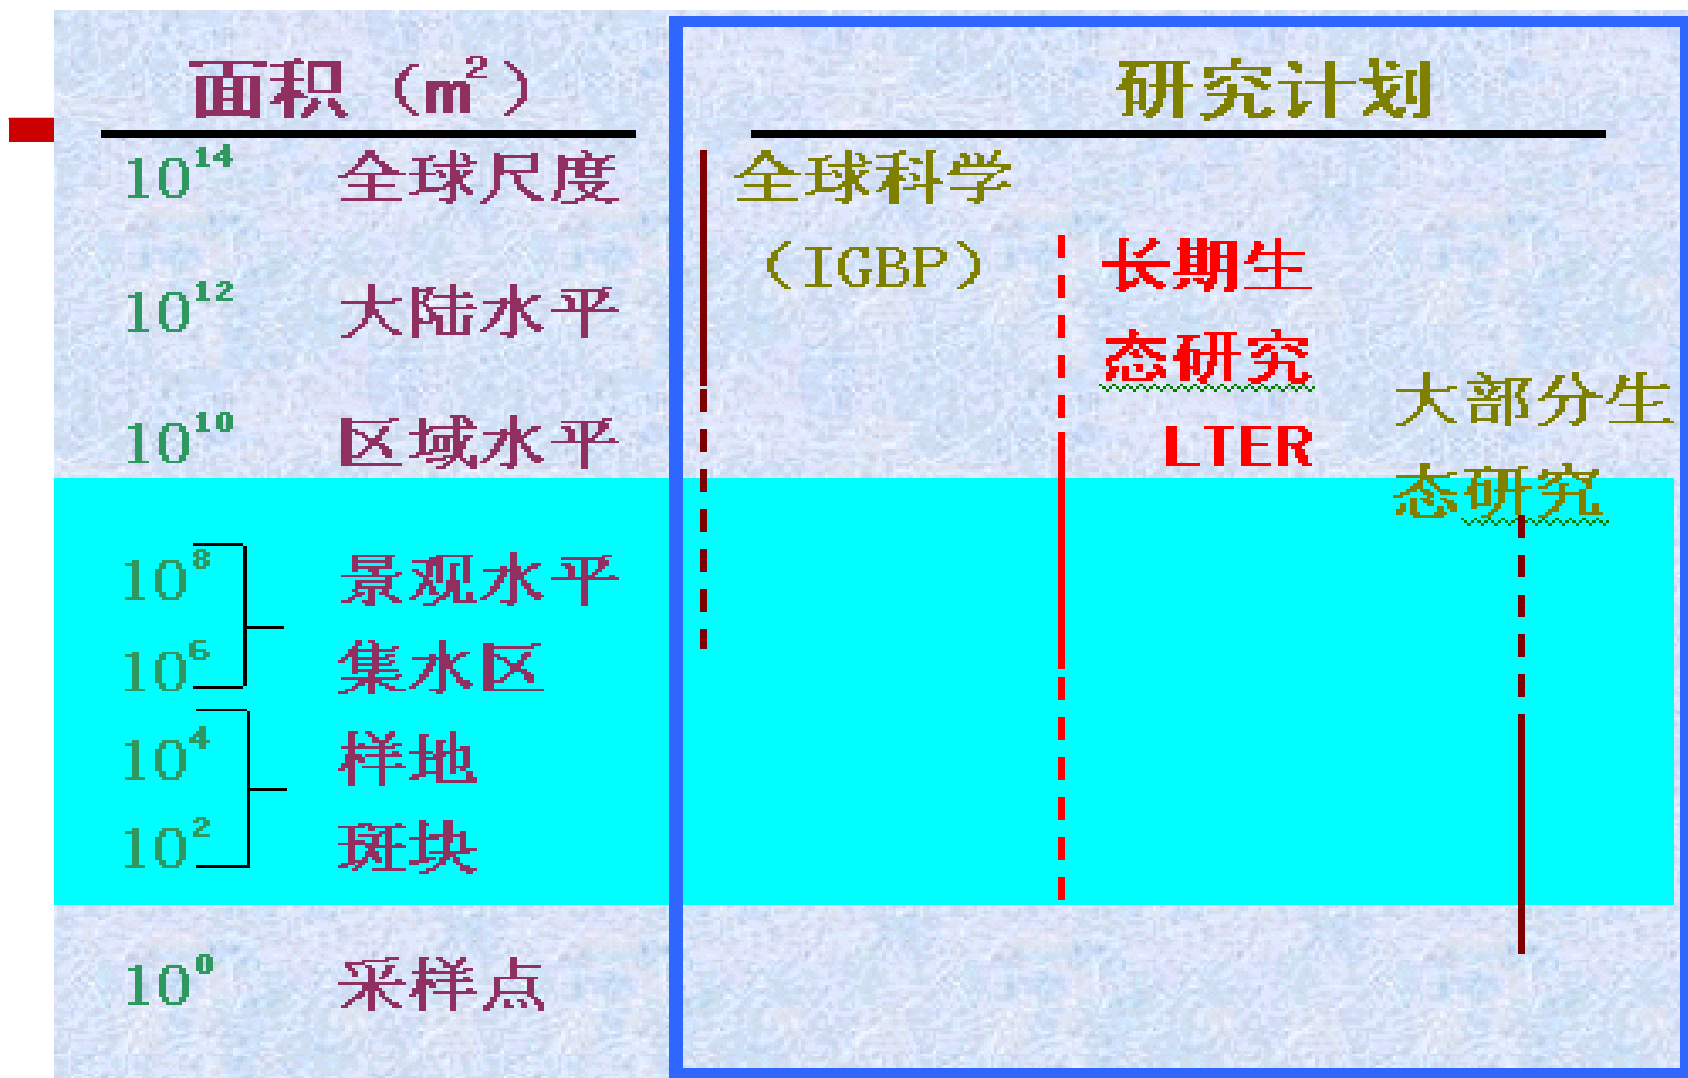 面积（m²）
研究计划
10¹⁴ 全球尺度
全球科学
（IGBP）
长期生
态研究
LTER
大部分生
态研究
10¹² 大陆水平
10¹⁰ 区域水平
10⁸ 景观水平
10⁶ 集水区
10⁴ 样地
10² 斑块
10⁰ 采样点